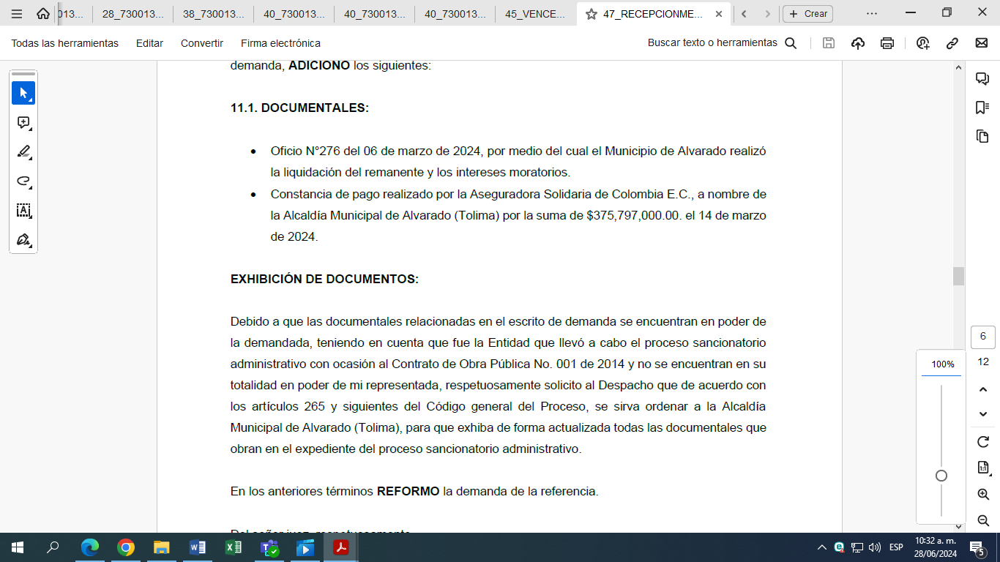 013...
28_730013...
38_730013...
40_730013...
40_730013...
40_730013...
45_VENCE...
47_RECEPCIONME...
Crear
Todas las herramientas
Editar
Convertir
Firma electrónica
Buscar texto o herramientas
demanda, ADICIONO los siguientes:
11.1. DOCUMENTALES:
• Oficio N°276 del 06 de marzo de 2024, por medio del cual el Municipio de Alvarado realizó
la liquidación del remanente y los intereses moratorios.
• Constancia de pago realizado por la Aseguradora Solidaria de Colombia E.C., a nombre de
la Alcaldía Municipal de Alvarado (Tolima) por la suma de $375,797,000.00. el 14 de marzo
de 2024.
EXHIBICIÓN DE DOCUMENTOS:
Debido a que las documentales relacionadas en el escrito de demanda se encuentran en poder de
la demandada, teniendo en cuenta que fue la Entidad que llevó a cabo el proceso sancionatorio
administrativo con ocasión al Contrato de Obra Pública No. 001 de 2014 y no se encuentran en su
totalidad en poder de mi representada, respetuosamente solicito al Despacho que de acuerdo con
los artículos 265 y siguientes del Código general del Proceso, se sirva ordenar a la Alcaldía
Municipal de Alvarado (Tolima), para que exhiba de forma actualizada todas las documentales que
obran en el expediente del proceso sancionatorio administrativo.
En los anteriores términos REFORMO la demanda de la referencia.
Del señor juez, respetuosamente
6
12
100%
1:1
ESP
10:32 a. m.
28/06/2024
5